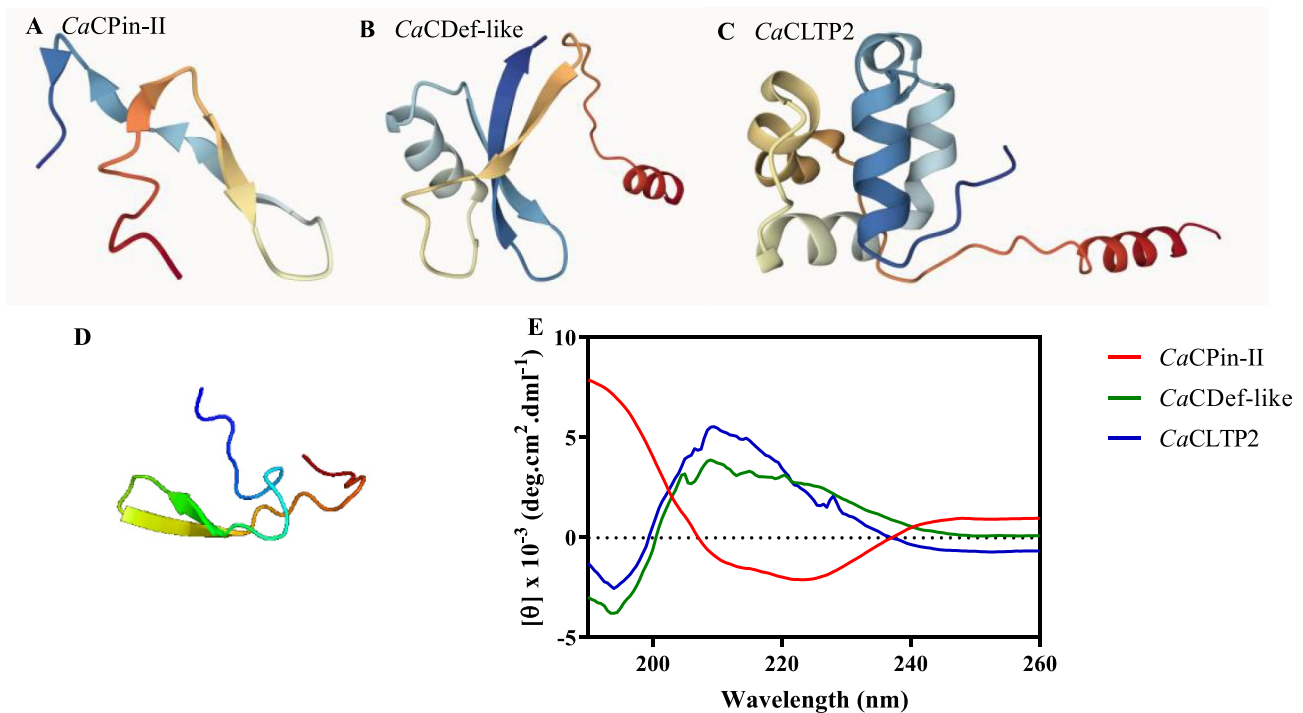 A CaCPin-II
B CaCDef-like
C CaCLTP2
D
E
[θ] x 10⁻³ (deg.cm².dml⁻¹)
10
5
0
-5
200 220 240 260
Wavelength (nm)
CaCPin-II
CaCDef-like
CaCLTP2